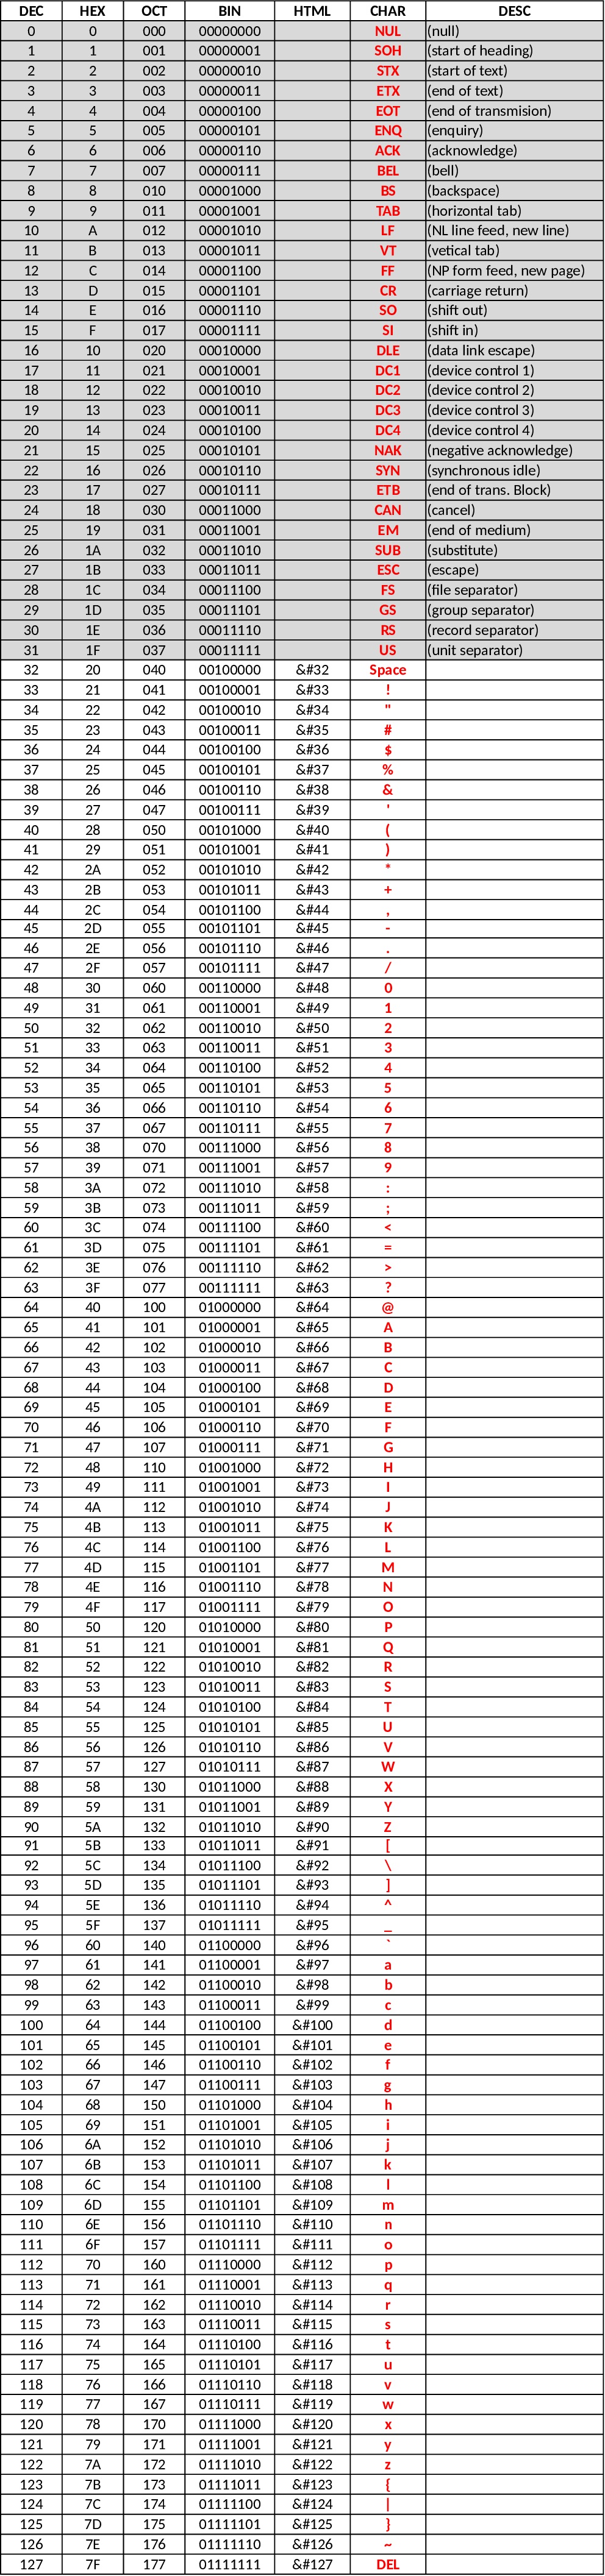 DEC HEX OCT BIN HTML CHAR DESC
0 0 000 00000000 NUL (null)
1 1 001 00000001 SOH (start of heading)
2 2 002 00000010 STX (start of text)
3 3 003 00000011 ETX (end of text)
4 4 004 00000100 EOT (end of transmision)
5 5 005 00000101 ENQ (enquiry)
6 6 006 00000110 ACK (acknowledge)
7 7 007 00000111 BEL (bell)
8 8 010 00001000 BS (backspace)
9 9 011 00001001 TAB (horizontal tab)
10 A 012 00001010 LF (NL line feed, new line)
11 B 013 00001011 VT (vetical tab)
12 C 014 00001100 FF (NP form feed, new page)
13 D 015 00001101 CR (carriage return)
14 E 016 00001110 SO (shift out)
15 F 017 00001111 SI (shift in)
16 10 020 00010000 DLE (data link escape)
17 11 021 00010001 DC1 (device control 1)
18 12 022 00010010 DC2 (device control 2)
19 13 023 00010011 DC3 (device control 3)
20 14 024 00010100 DC4 (device control 4)
21 15 025 00010101 NAK (negative acknowledge)
22 16 026 00010110 SYN (synchronous idle)
23 17 027 00010111 ETB (end of trans. Block)
24 18 030 00011000 CAN (cancel)
25 19 031 00011001 EM (end of medium)
26 1A 032 00011010 SUB (substitute)
27 1B 033 00011011 ESC (escape)
28 1C 034 00011100 FS (file separator)
29 1D 035 00011101 GS (group separator)
30 1E 036 00011110 RS (record separator)
31 1F 037 00011111 US (unit separator)
32 20 040 00100000 &#32 Space
33 21 041 00100001 &#33 !
34 22 042 00100010 &#34 "
35 23 043 00100011 &#35 #
36 24 044 00100100 &#36 $
37 25 045 00100101 &#37 %
38 26 046 00100110 &#38 &
39 27 047 00100111 &#39 '
40 28 050 00101000 &#40 (
41 29 051 00101001 &#41 )
42 2A 052 00101010 &#42 *
43 2B 053 00101011 &#43 +
44 2C 054 00101100 &#44 ,
45 2D 055 00101101 &#45 -
46 2E 056 00101110 &#46 .
47 2F 057 00101111 &#47 /
48 30 060 00110000 &#48 0
49 31 061 00110001 &#49 1
50 32 062 00110010 &#50 2
51 33 063 00110011 &#51 3
52 34 064 00110100 &#52 4
53 35 065 00110101 &#53 5
54 36 066 00110110 &#54 6
55 37 067 00110111 &#55 7
56 38 070 00111000 &#56 8
57 39 071 00111001 &#57 9
58 3A 072 00111010 &#58 :
59 3B 073 00111011 &#59 ;
60 3C 074 00111100 &#60 <
61 3D 075 00111101 &#61 =
62 3E 076 00111110 &#62 >
63 3F 077 00111111 &#63 ?
64 40 100 01000000 &#64 @
65 41 101 01000001 &#65 A
66 42 102 01000010 &#66 B
67 43 103 01000011 &#67 C
68 44 104 01000100 &#68 D
69 45 105 01000101 &#69 E
70 46 106 01000110 &#70 F
71 47 107 01000111 &#71 G
72 48 110 01001000 &#72 H
73 49 111 01001001 &#73 I
74 4A 112 01001010 &#74 J
75 4B 113 01001011 &#75 K
76 4C 114 01001100 &#76 L
77 4D 115 01001101 &#77 M
78 4E 116 01001110 &#78 N
79 4F 117 01001111 &#79 O
80 50 120 01010000 &#80 P
81 51 121 01010001 &#81 Q
82 52 122 01010010 &#82 R
83 53 123 01010011 &#83 S
84 54 124 01010100 &#84 T
85 55 125 01010101 &#85 U
86 56 126 01010110 &#86 V
87 57 127 01010111 &#87 W
88 58 130 01011000 &#88 X
89 59 131 01011001 &#89 Y
90 5A 132 01011010 &#90 Z
91 5B 133 01011011 &#91 [
92 5C 134 01011100 &#92 \
93 5D 135 01011101 &#93 ]
94 5E 136 01011110 &#94 ^
95 5F 137 01011111 &#95 _
96 60 140 01100000 &#96 `
97 61 141 01100001 &#97 a
98 62 142 01100010 &#98 b
99 63 143 01100011 &#99 c
100 64 144 01100100 &#100 d
101 65 145 01100101 &#101 e
102 66 146 01100110 &#102 f
103 67 147 01100111 &#103 g
104 68 150 01101000 &#104 h
105 69 151 01101001 &#105 i
106 6A 152 01101010 &#106 j
107 6B 153 01101011 &#107 k
108 6C 154 01101100 &#108 l
109 6D 155 01101101 &#109 m
110 6E 156 01101110 &#110 n
111 6F 157 01101111 &#111 o
112 70 160 01110000 &#112 p
113 71 161 01110001 &#113 q
114 72 162 01110010 &#114 r
115 73 163 01110011 &#115 s
116 74 164 01110100 &#116 t
117 75 165 01110101 &#117 u
118 76 166 01110110 &#118 v
119 77 167 01110111 &#119 w
120 78 170 01111000 &#120 x
121 79 171 01111001 &#121 y
122 7A 172 01111010 &#122 z
123 7B 173 01111011 &#123 {
124 7C 174 01111100 &#124 |
125 7D 175 01111101 &#125 }
126 7E 176 01111110 &#126 ~
127 7F 177 01111111 &#127 DEL